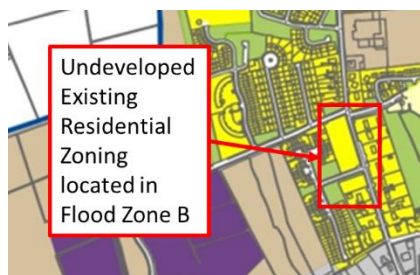 Undeveloped
Existing
Residential
Zoning
located in
Flood Zone B